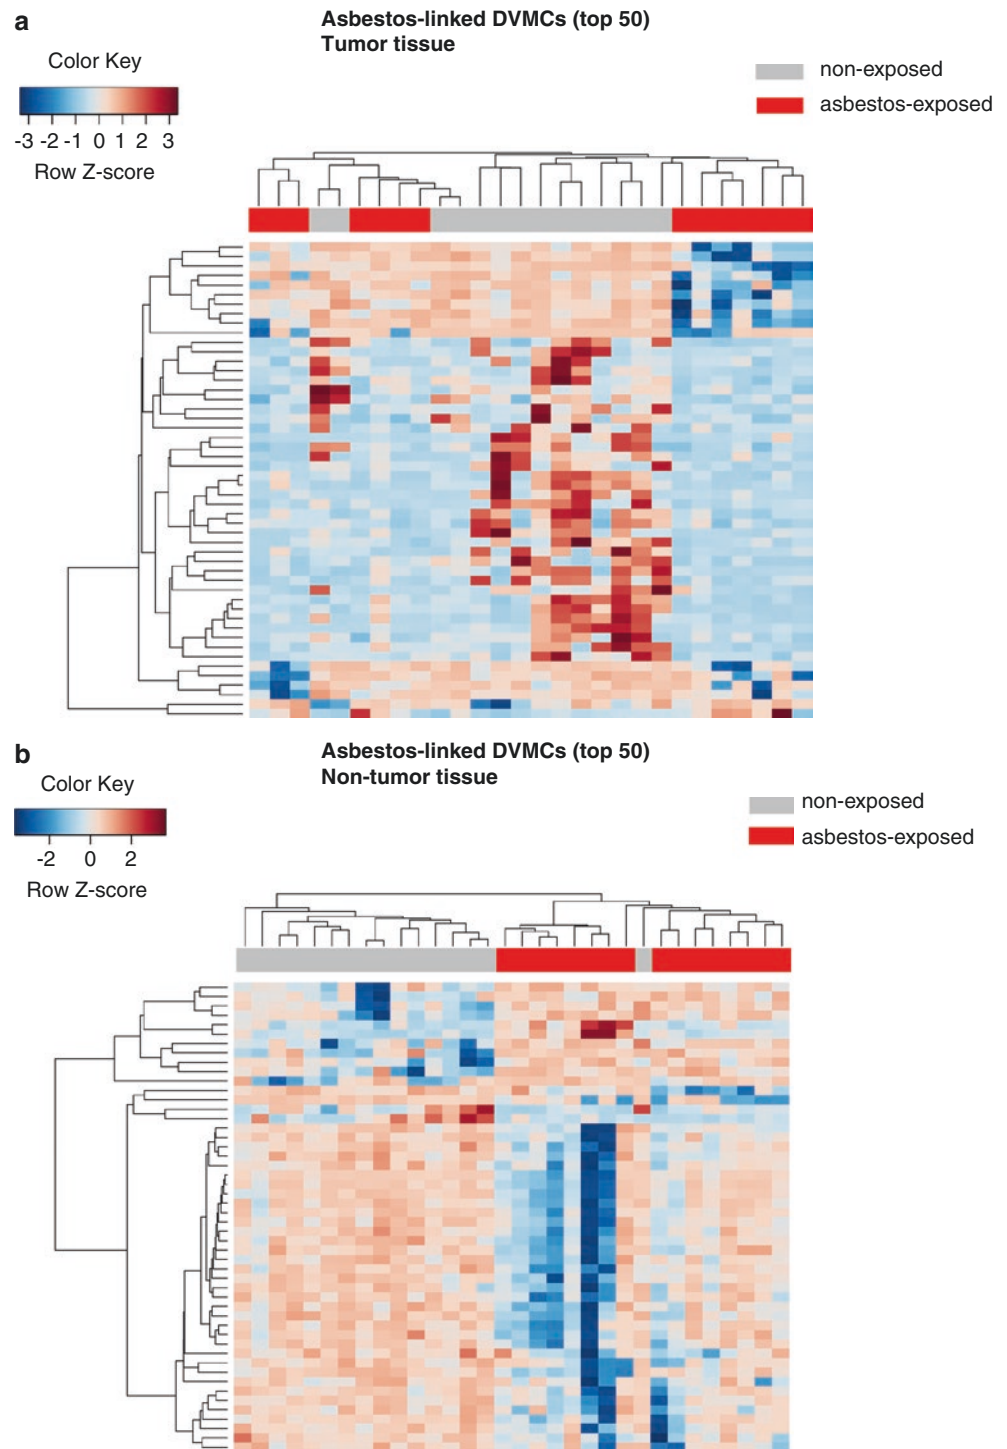 a
Asbestos-linked DVMCs (top 50)
Tumor tissue
Color Key
-3 -2 -1 0 1 2 3
Row Z-score
non-exposed
asbestos-exposed
b
Asbestos-linked DVMCs (top 50)
Non-tumor tissue
Color Key
-2 0 2
Row Z-score
non-exposed
asbestos-exposed